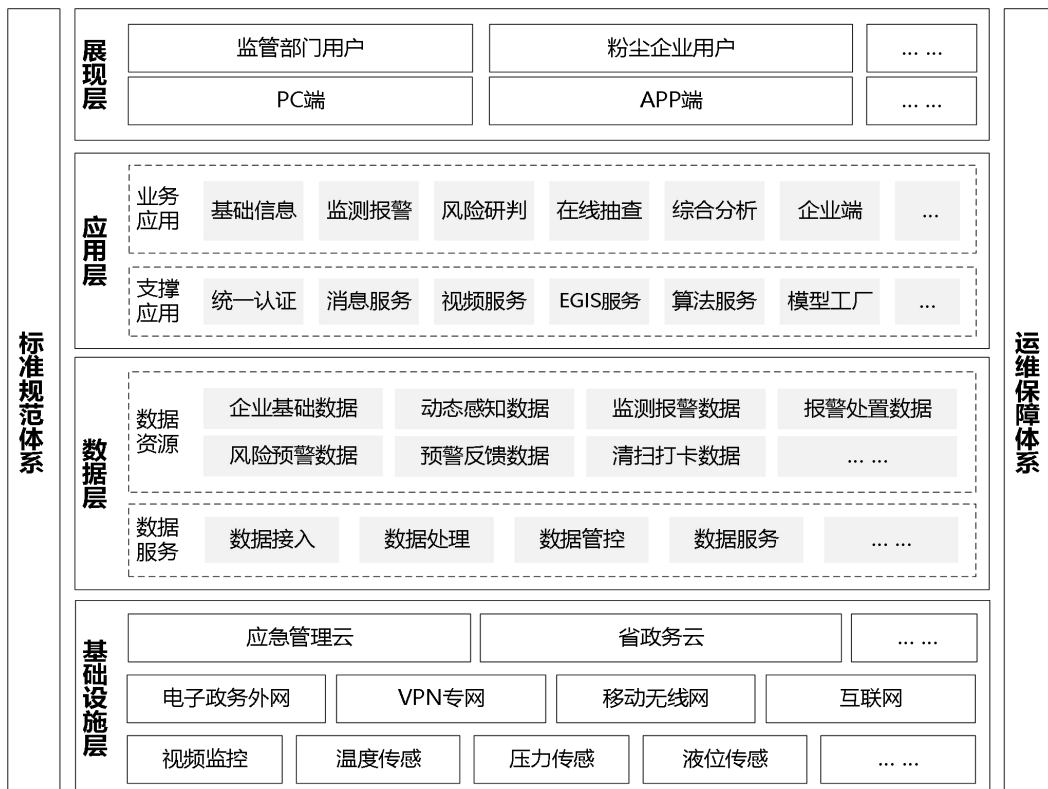 标准规范体系
展现层
监管部门用户
粉尘企业用户
... ...
PC端
APP端
... ...
应用层
业务
应用
基础信息
监测报警
风险研判
在线抽查
综合分析
企业端
...
支撑
应用
统一认证
消息服务
视频服务
EGIS服务
算法服务
模型工厂
...
数据层
数据
资源
企业基础数据
动态感知数据
监测报警数据
报警处置数据
风险预警数据
预警反馈数据
清扫打卡数据
... ...
数据
服务
数据接入
数据处理
数据管控
数据服务
... ...
基础设施层
应急管理云
省政务云
... ...
电子政务外网
VPN专网
移动无线网
互联网
视频监控
温度传感
压力传感
液位传感
... ...
运维保障体系